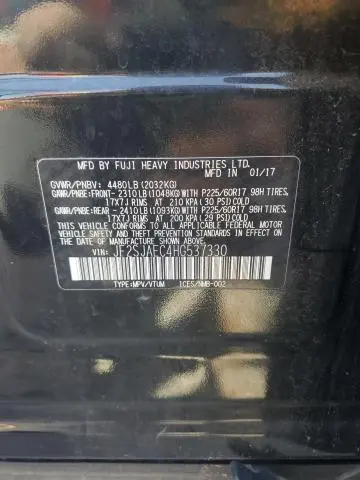 MFD BY FUJI HEAVY INDUSTRIES LTD.
MFD IN 01/17
GVWR/PNBV: 4480LB(2032KG)
GAWR/PNBE:FRONT- 2310LB(1048KG)WITH P225/60R17 98H TIRES,
17X7J RIMS AT 210 KPA(30 PSI)COLD
GAWR/PNBE:REAR -2410LB(1093KG)WITH P225/60R17 98H TIRES,
17X7J RIMS AT 200 KPA(29 PSI)COLD
THIS VEHICLE CONFORMS TO ALL APPLICABLE FEDERAL MOTOR
VEHICLE SAFETY AND THEFT PREVENTION STANDARDS IN EFFECT
ON THE DATE OF MANUFACTURE SHOWN ABOVE.
VIN: JF2SJAEC4HG537330
TYPE:MPV/VTUM ICES/NMB-002